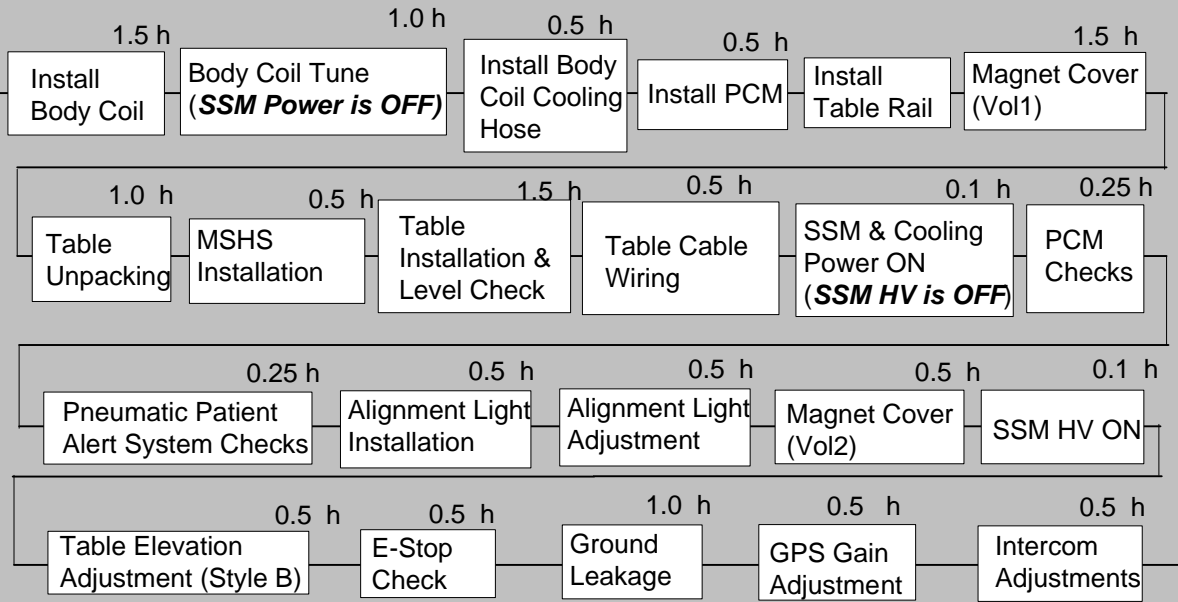 1.5 h
Install
Body Coil
1.0 h
Body Coil Tune
(SSM Power is OFF)
0.5 h
Install Body
Coil Cooling
Hose
0.5 h
Install PCM
Install
Table Rail
1.5 h
Magnet Cover
(Vol1)
1.0 h
Table
Unpacking
0.5 h
MSHS
Installation
1.5 h
Table
Installation &
Level Check
0.5 h
Table Cable
Wiring
0.1 h
SSM & Cooling
Power ON
(SSM HV is OFF)
0.25 h
PCM
Checks
0.25 h
Pneumatic Patient
Alert System Checks
0.5 h
Alignment Light
Installation
0.5 h
Alignment Light
Adjustment
0.5 h
Magnet Cover
(Vol2)
0.1 h
SSM HV ON
0.5 h
Table Elevation
Adjustment (Style B)
0.5 h
E-Stop
Check
1.0 h
Ground
Leakage
0.5 h
GPS Gain
Adjustment
0.5 h
Intercom
Adjustments